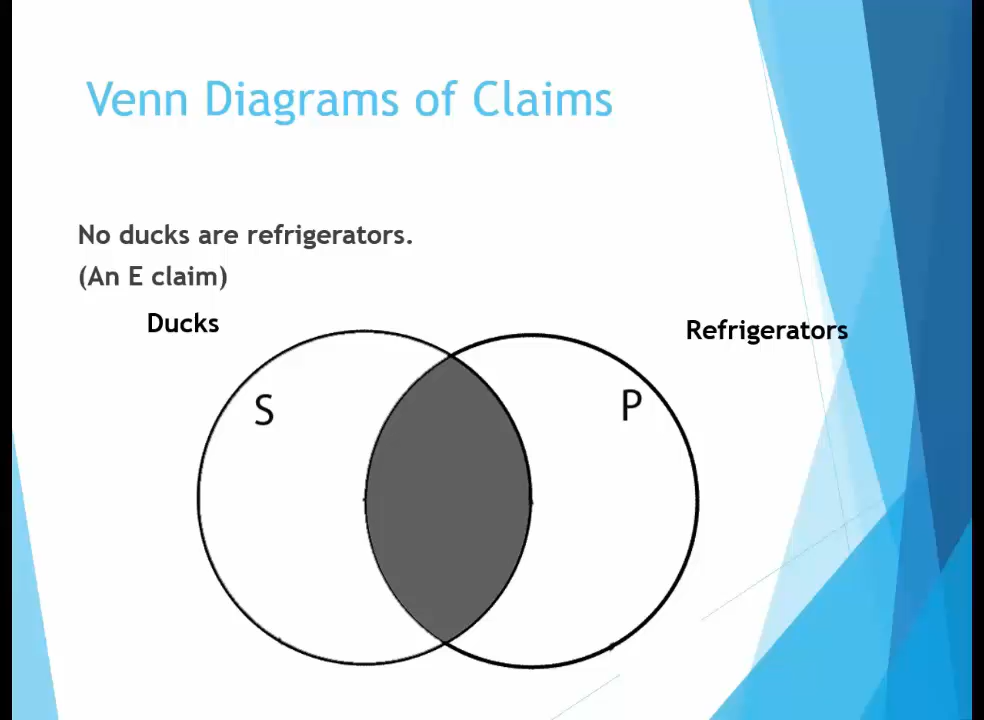 Venn Diagrams of Claims
No ducks are refrigerators.
(An E claim)
Ducks
Refrigerators
S
P